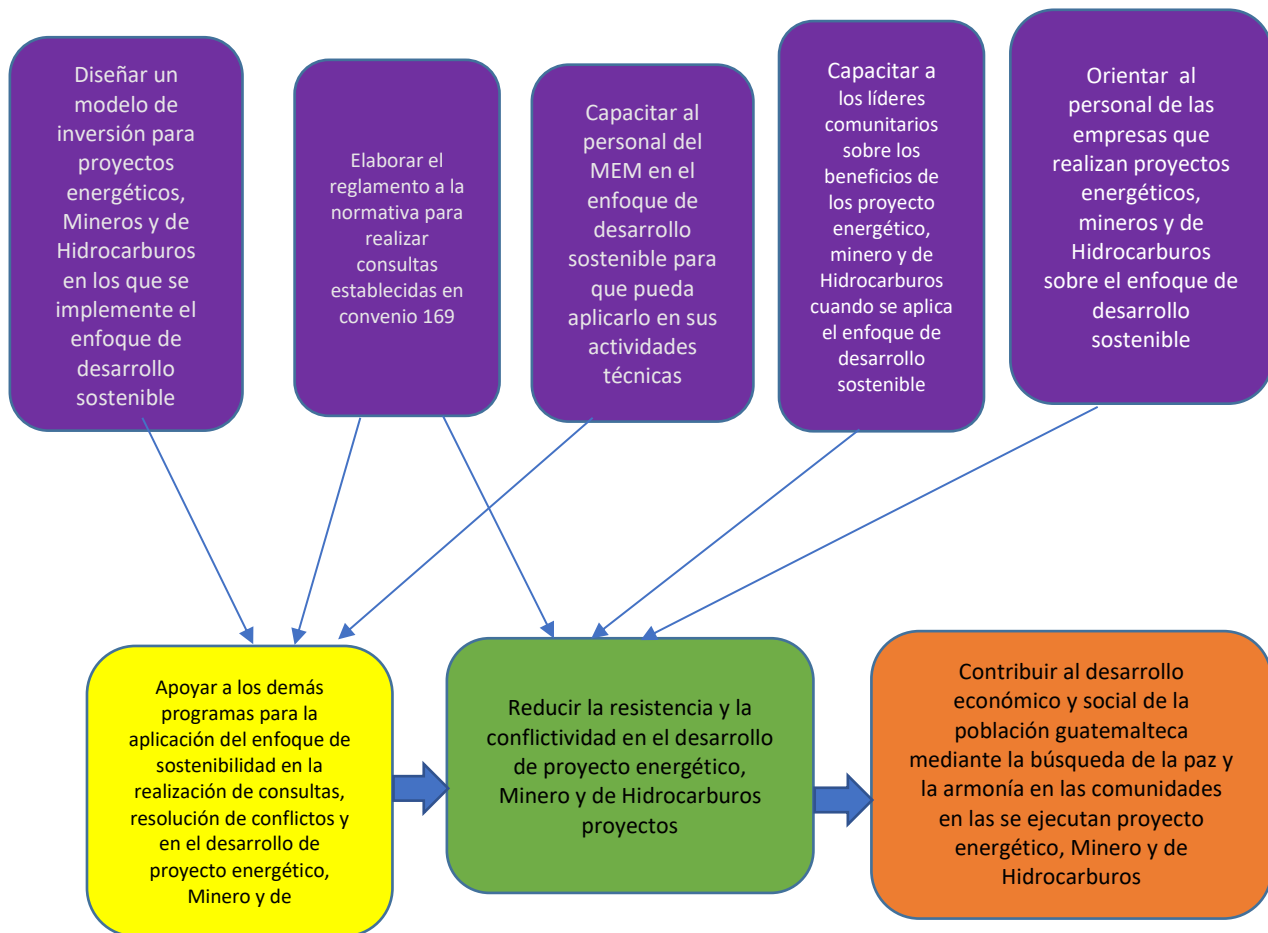 Diseñar un
modelo de
inversión para
proyectos
energéticos,
Mineros y de
Hidrocarburos
en los que se
implemente el
enfoque de
desarrollo
sostenible
Elaborar el
reglamento a la
normativa para
realizar
consultas
establecidas en
convenio 169
Capacitar al
personal del
MEM en el
enfoque de
desarrollo
sostenible para
que pueda
aplicarlo en sus
actividades
técnicas
Capacitar a
los líderes
comunitarios
sobre los
beneficios de
los proyecto
energético,
minero y de
Hidrocarburos
cuando se aplica
el enfoque de
desarrollo
sostenible
Orientar al
personal de las
empresas que
realizan proyectos
energéticos,
mineros y de
Hidrocarburos
sobre el enfoque de
desarrollo
sostenible
Apoyar a los demás
programas para la
aplicación del enfoque de
sostenibilidad en la
realización de consultas,
resolución de conflictos y
en el desarrollo de
proyecto energético,
Minero y de
Reducir la resistencia y la
conflictividad en el desarrollo
de proyecto energético,
Minero y de Hidrocarburos
proyectos
Contribuir al desarrollo
económico y social de la
población guatemalteca
mediante la búsqueda de la paz y
la armonía en las comunidades
en las se ejecutan proyecto
energético, Minero y de
Hidrocarburos